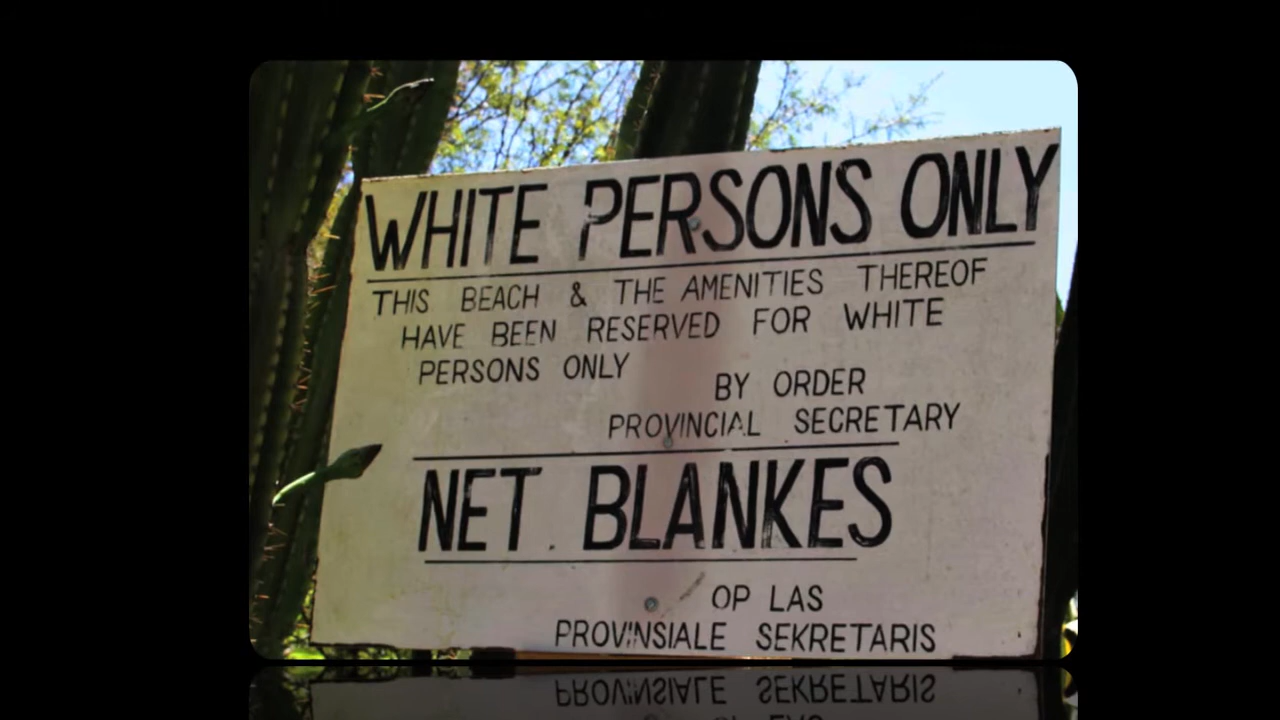 WHITE PERSONS ONLY
THIS BEACH & THE AMENITIES THEREOF
HAVE BEEN RESERVED FOR WHITE
PERSONS ONLY
BY ORDER
PROVINCIAL SECRETARY
NET BLANKES
OP LAS
PROVINSIALE SEKRETARIS